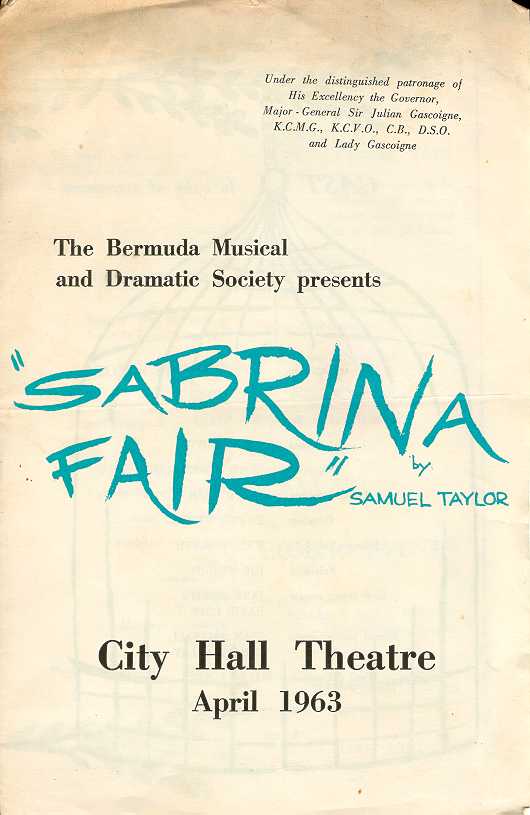 Under the distinguished patronage of
His Excellency the Governor,
Major - General Sir Julian Gascoigne,
K.C.M.G., K.C.V.O., C.B., D.S.O.
and Lady Gascoigne
The Bermuda Musical
and Dramatic Society presents
"SABRINA
FAIR"
by
SAMUEL TAYLOR
City Hall Theatre
April 1963